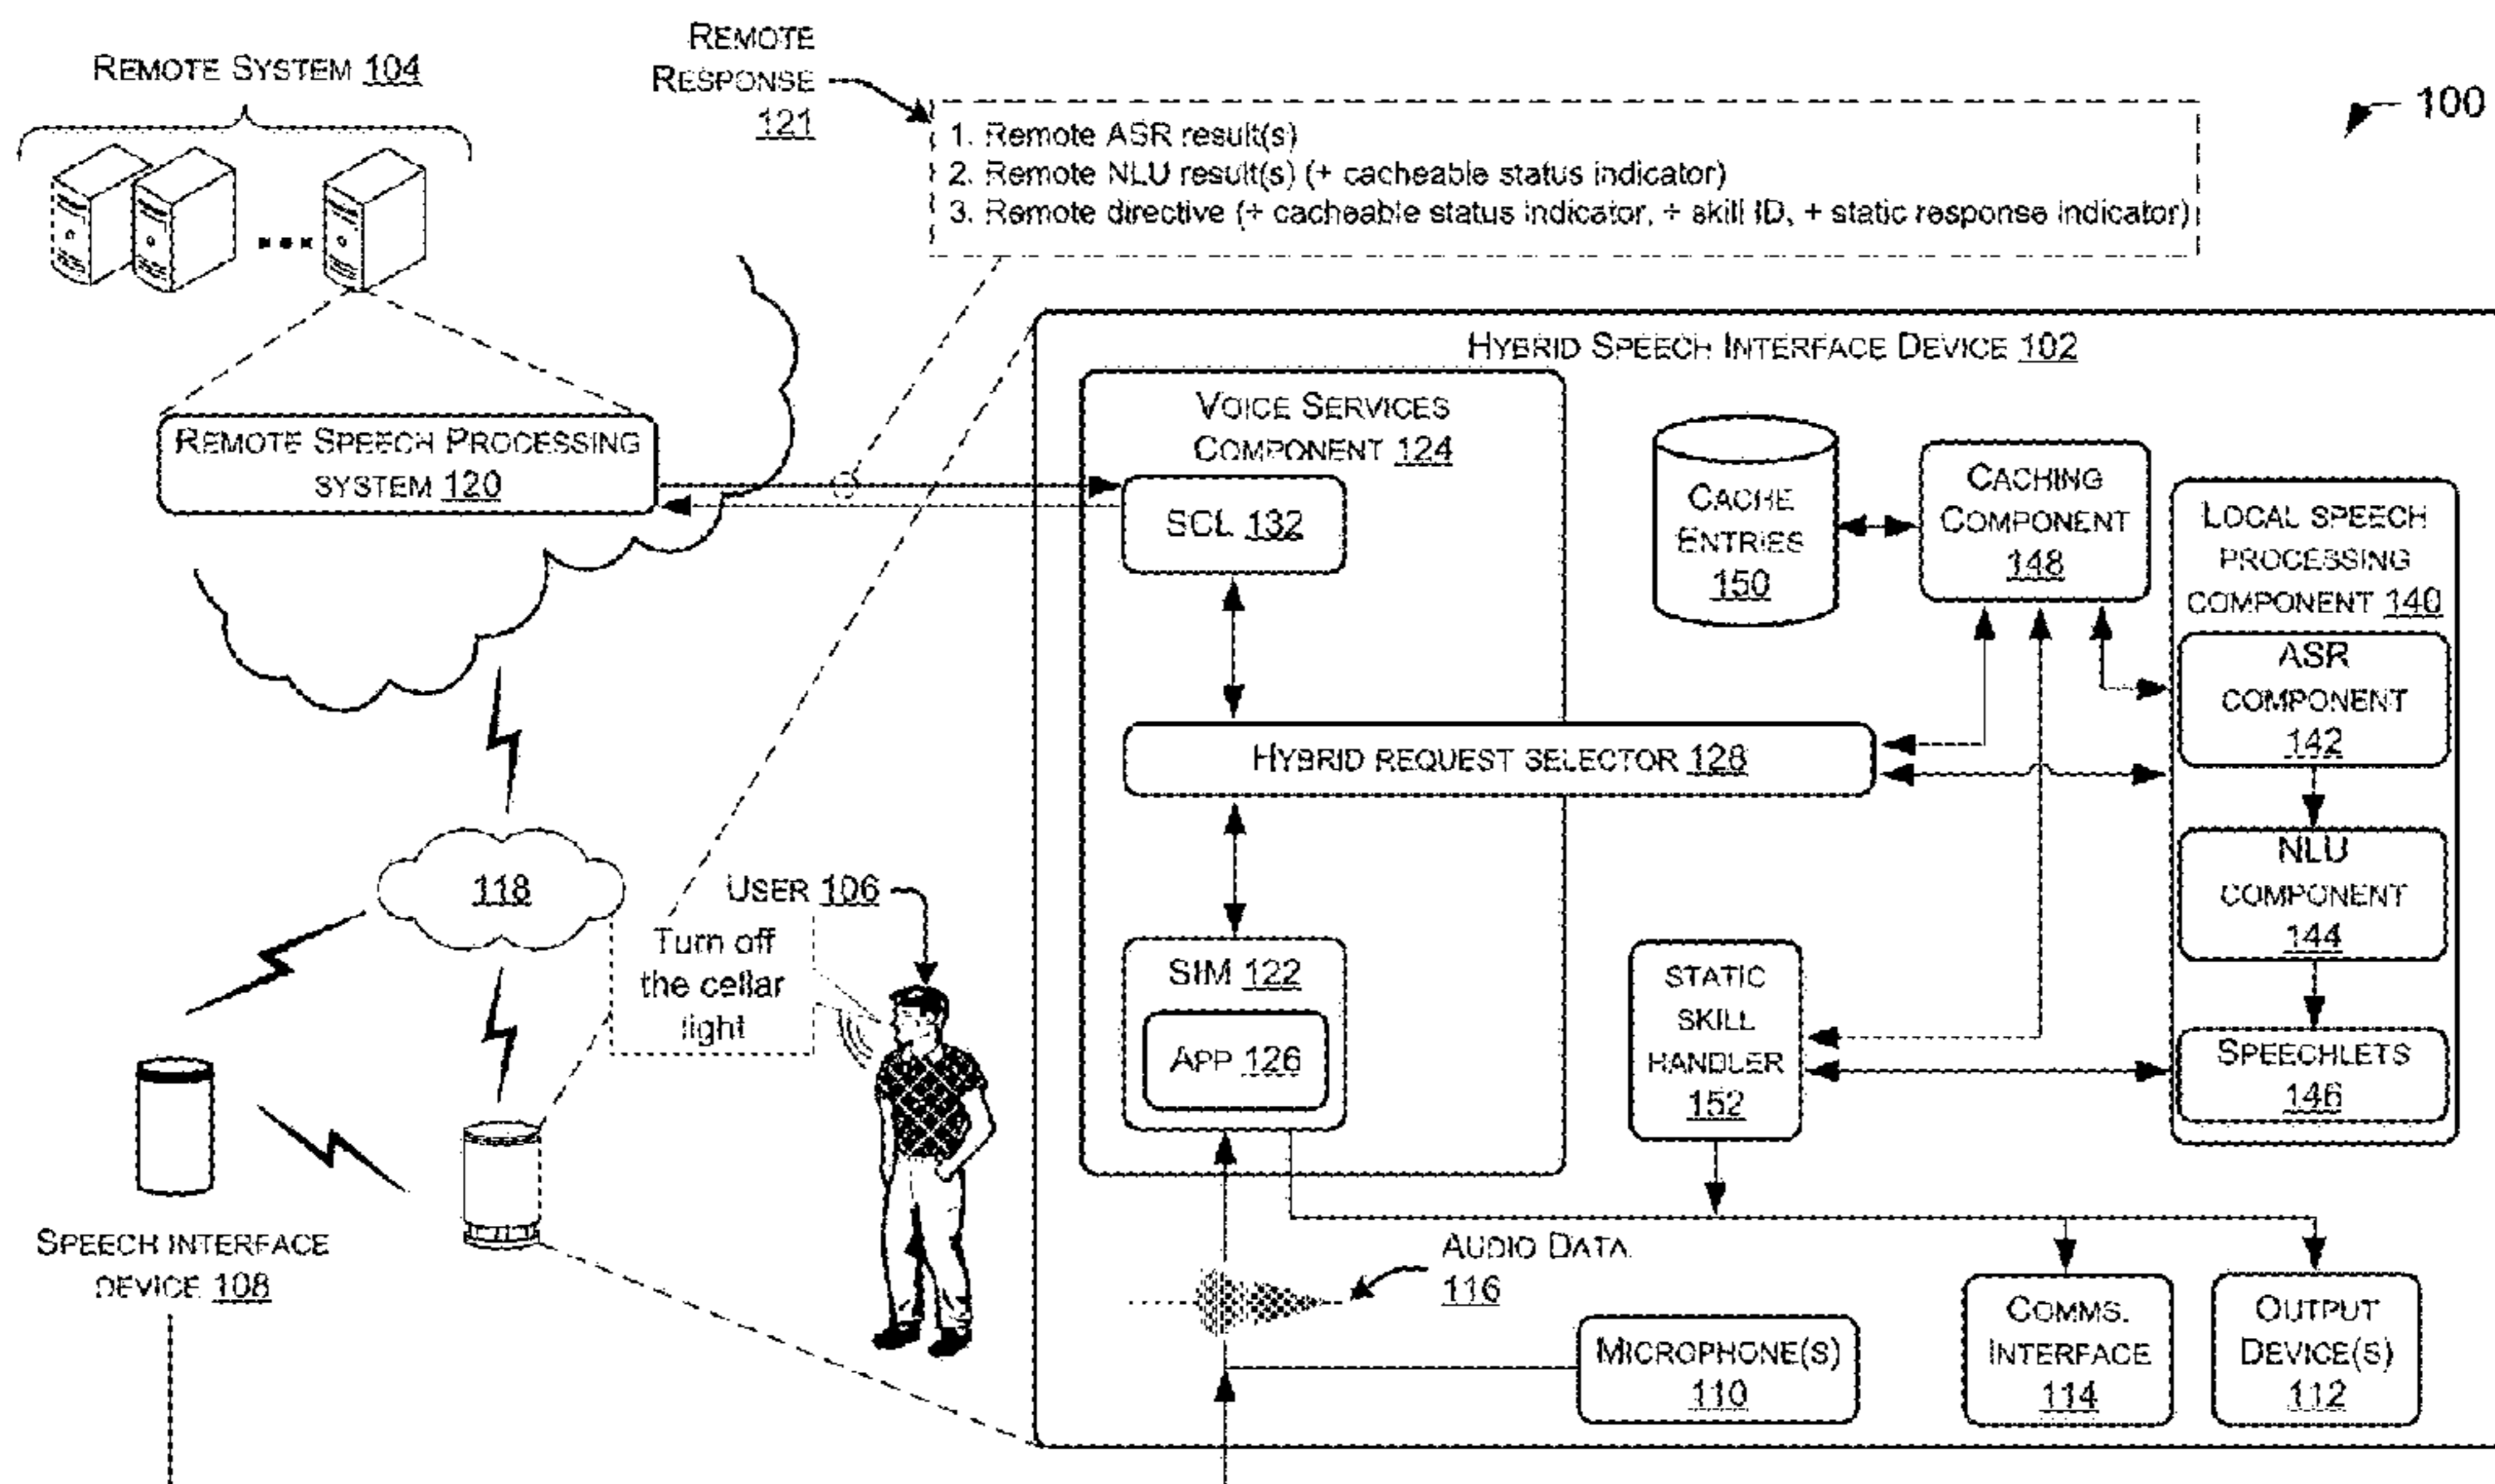 REMOTE SYSTEM 104
REMOTE
RESPONSE
121
1. Remote ASR result(s)
2. Remote NLU result(s) (+ cacheable status indicator)
3. Remote directive (+ cacheable status indicator, + skill ID, + static response indicator)
100
REMOTE SPEECH PROCESSING
SYSTEM 120
HYBRID SPEECH INTERFACE DEVICE 102
VOICE SERVICES
COMPONENT 124
SCL 132
CACHE
ENTRIES
150
CACHING
COMPONENT
148
LOCAL SPEECH
PROCESSING
COMPONENT 140
ASR
COMPONENT
142
HYBRID REQUEST SELECTOR 128
NLU
COMPONENT
144
118
USER 106
Turn off
the cellar
light
SIM 122
APP 126
STATIC
SKILL
HANDLER
152
SPEECHLETS
146
SPEECH INTERFACE
DEVICE 108
AUDIO DATA
116
MICROPHONE(S)
110
COMMS.
INTERFACE
114
OUTPUT
DEVICE(S)
112